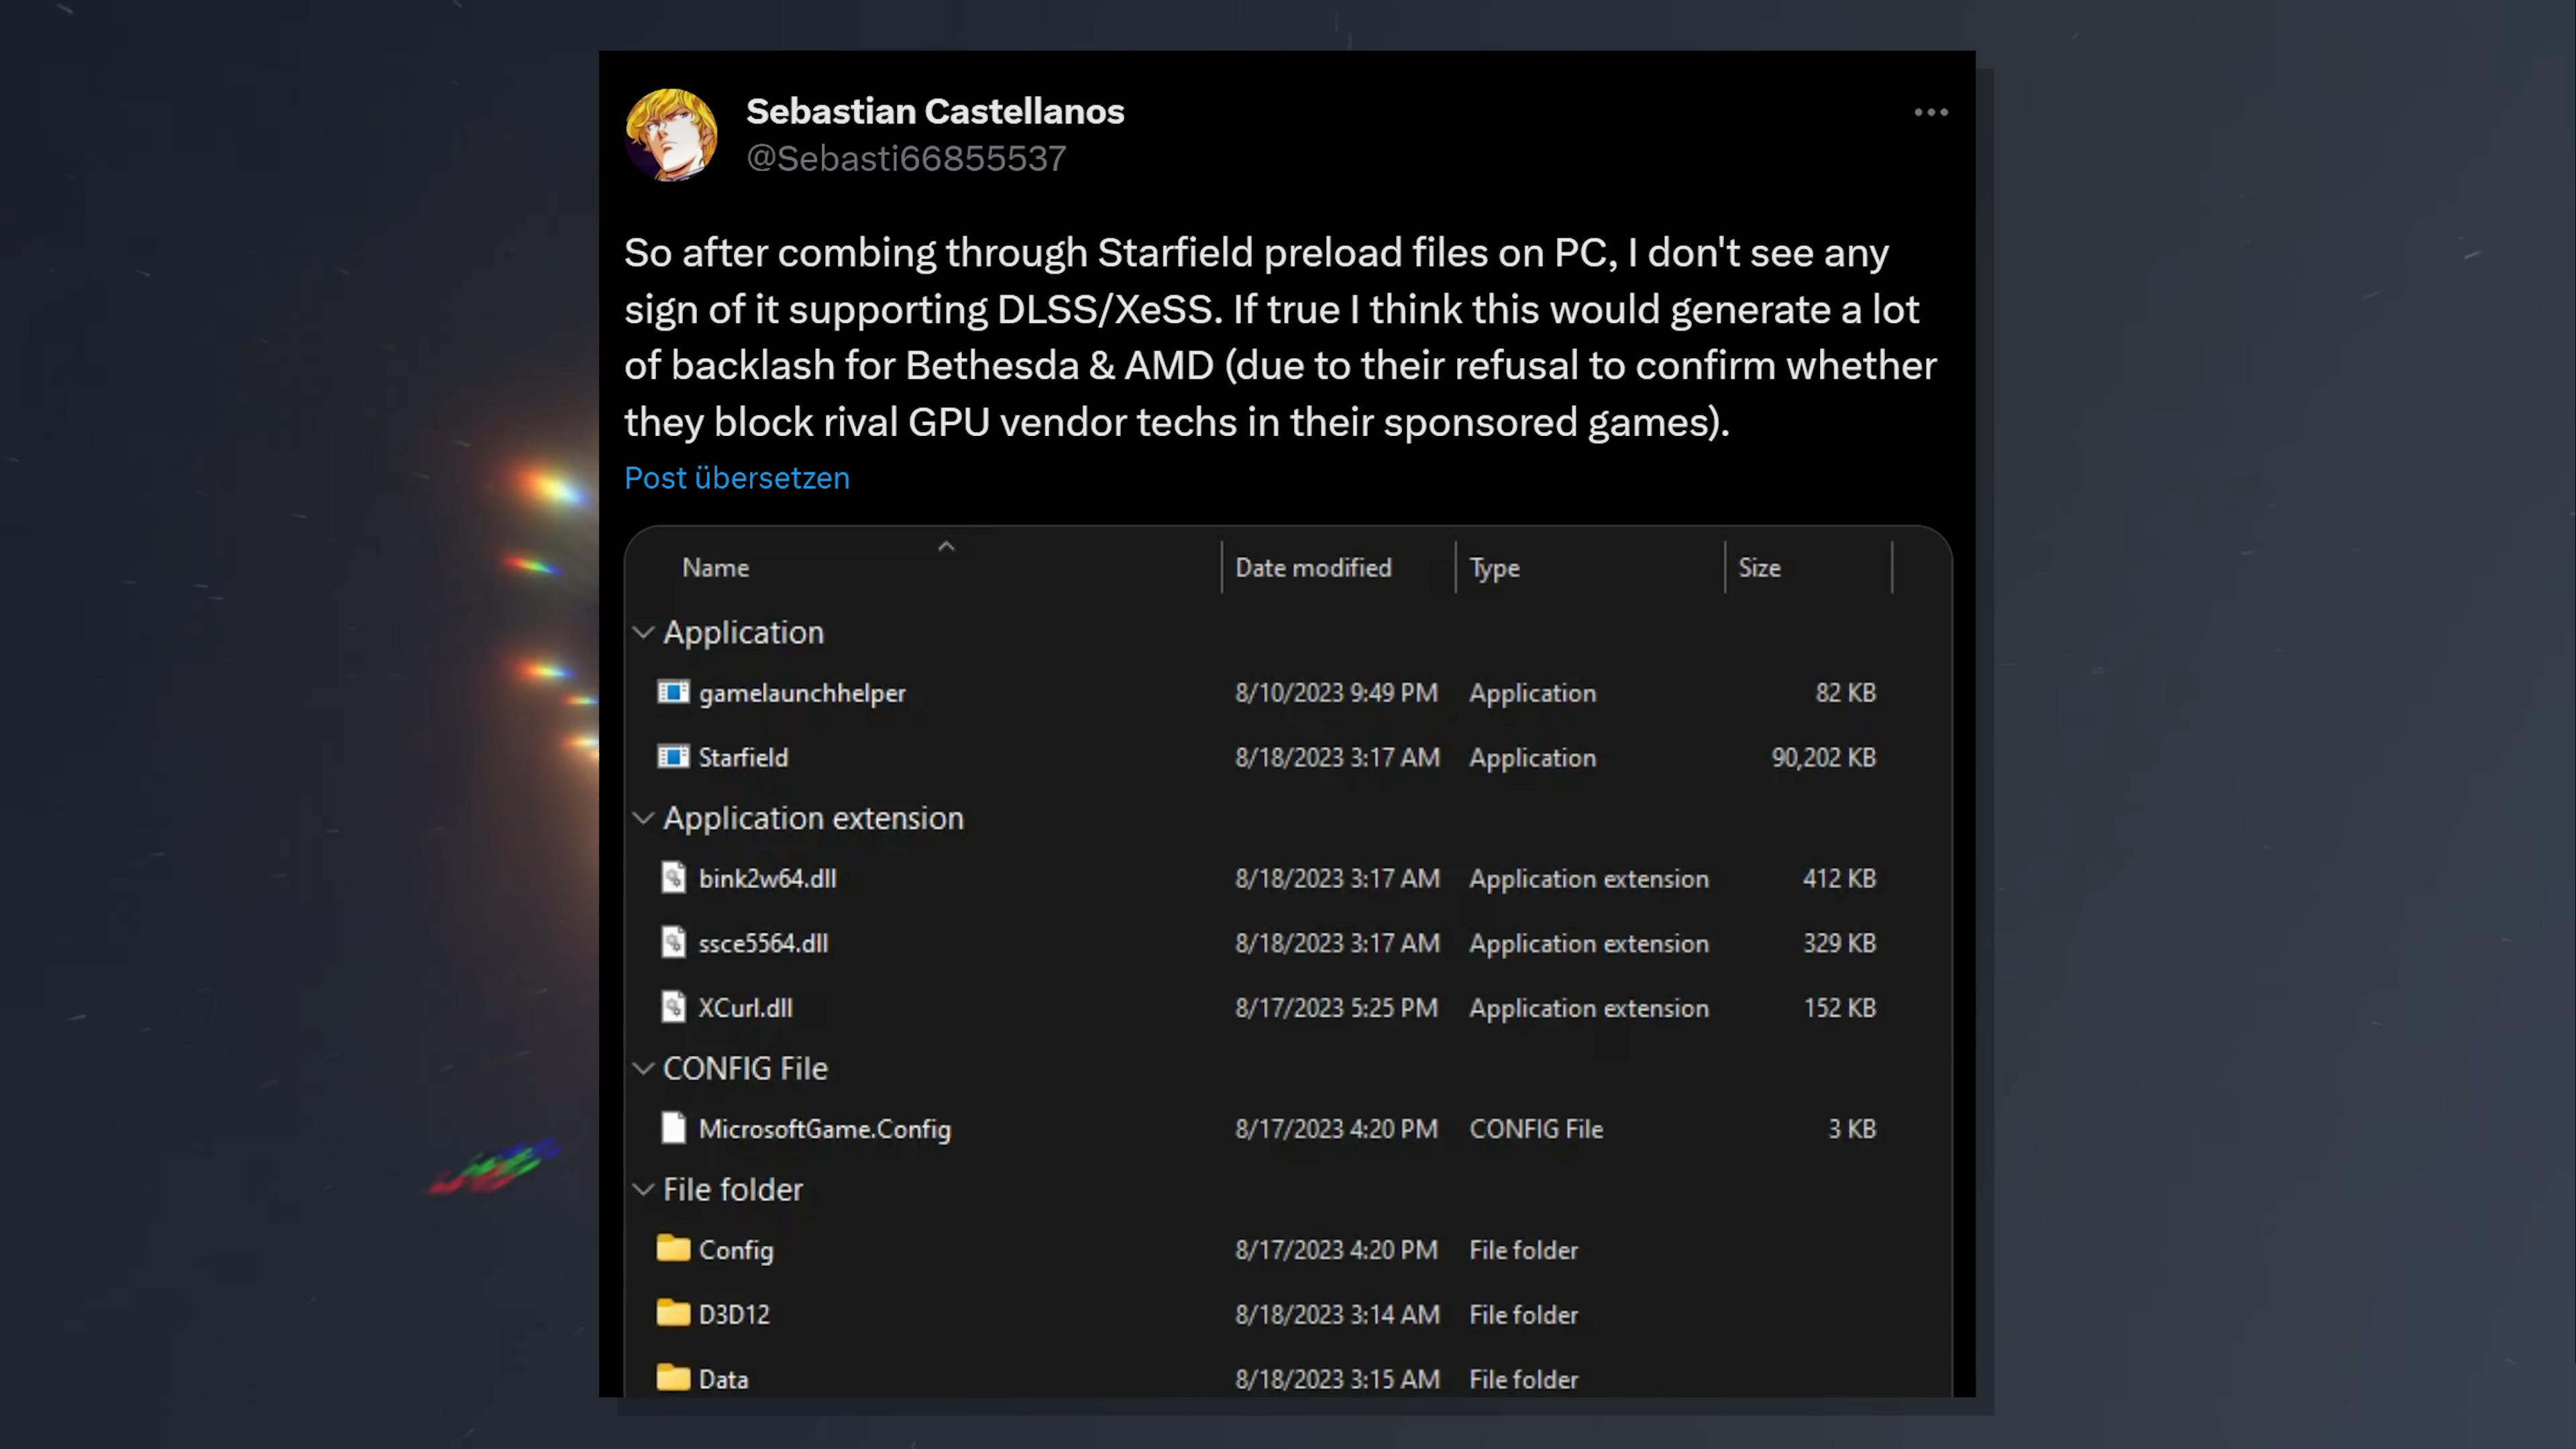 Sebastian Castellanos
@Sebasti66855537
So after combing through Starfield preload files on PC, I don't see any
sign of it supporting DLSS/XeSS. If true I think this would generate a lot
of backlash for Bethesda & AMD (due to their refusal to confirm whether
they block rival GPU vendor techs in their sponsored games).
Post übersetzen
Name Date modified Type Size
Application
gamelaunchhelper 8/10/2023 9:49 PM Application 82 KB
Starfield 8/18/2023 3:17 AM Application 90,202 KB
Application extension
bink2w64.dll 8/18/2023 3:17 AM Application extension 412 KB
ssce5564.dll 8/18/2023 3:17 AM Application extension 329 KB
XCurl.dll 8/17/2023 5:25 PM Application extension 152 KB
CONFIG File
MicrosoftGame.Config 8/17/2023 4:20 PM CONFIG File 3 KB
File folder
Config 8/17/2023 4:20 PM File folder
D3D12 8/18/2023 3:14 AM File folder
Data 8/18/2023 3:15 AM File folder